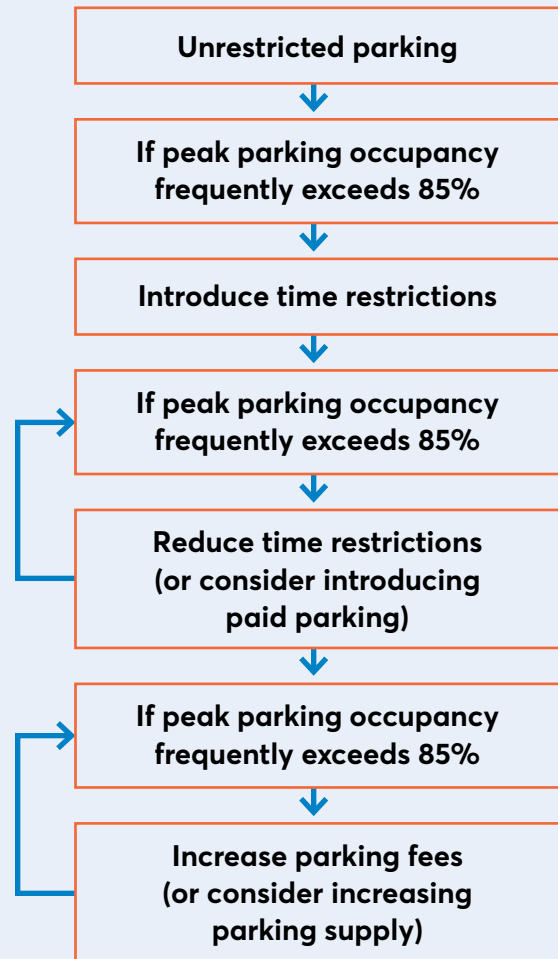 Unrestricted parking
If peak parking occupancy
frequently exceeds 85%
Introduce time restrictions
If peak parking occupancy
frequently exceeds 85%
Reduce time restrictions
(or consider introducing
paid parking)
If peak parking occupancy
frequently exceeds 85%
Increase parking fees
(or consider increasing
parking supply)